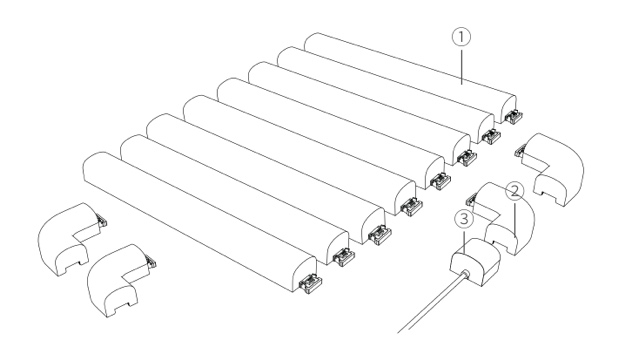 ①
②
③